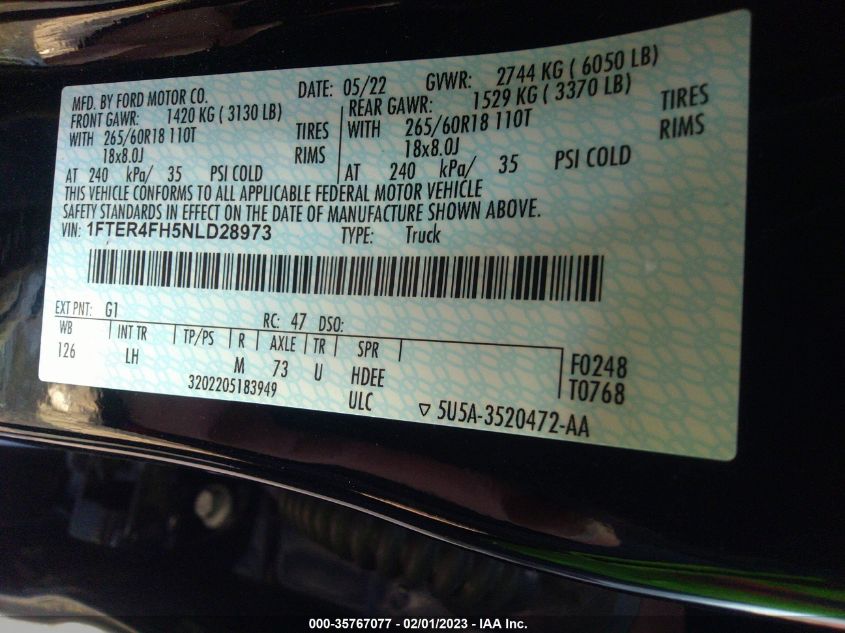 MFD. BY FORD MOTOR CO. DATE: 05/22 GVWR: 2744 KG ( 6050 LB)
FRONT GAWR: 1420 KG ( 3130 LB) REAR GAWR: 1529 KG ( 3370 LB)
WITH 265/60R18 110T TIRES WITH 265/60R18 110T TIRES
18x8.0J RIMS 18x8.0J RIMS
AT 240 kPa/ 35 PSI COLD AT 240 kPa/ 35 PSI COLD
THIS VEHICLE CONFORMS TO ALL APPLICABLE FEDERAL MOTOR VEHICLE
SAFETY STANDARDS IN EFFECT ON THE DATE OF MANUFACTURE SHOWN ABOVE.
VIN: 1FTER4FH5NLD28973 TYPE: Truck
EXT PNT: G1 RC: 47 DSO:
WB INT TR TP/PS R AXLE TR SPR
126 LH M 73 U HDEE F0248
3202205183949 ULC T0768
▽ 5U5A-3520472-AA
000-35767077 - 02/01/2023 - IAA Inc.